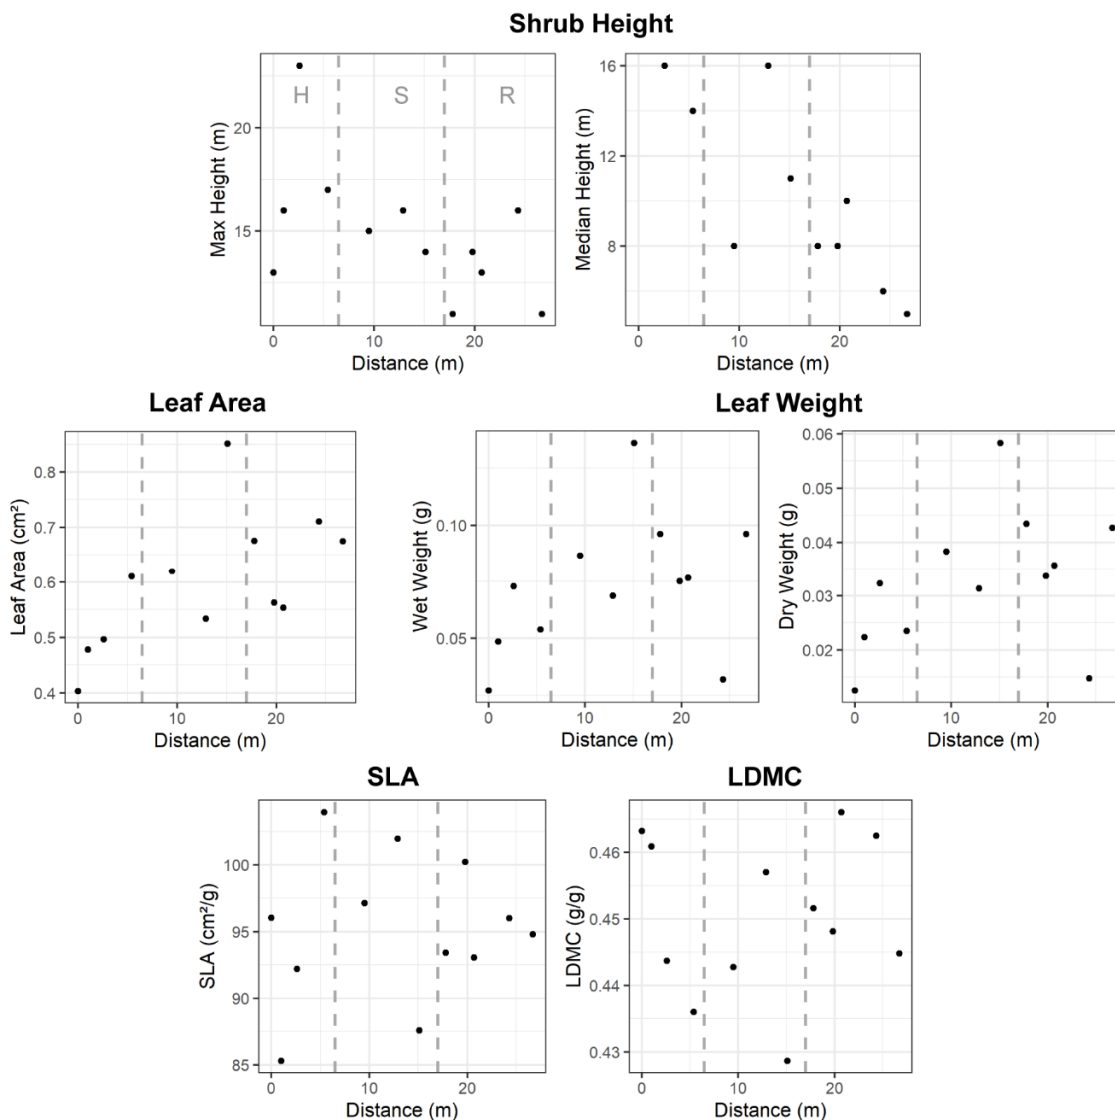 Shrub Height
H S R
Max Height (m)
20
15
0 10 20
Distance (m)
Median Height (m)
16
12
8
0 10 20
Distance (m)
Leaf Area
Leaf Area (cm²)
0.8
0.7
0.6
0.5
0.4
0 10 20
Distance (m)
Leaf Weight
Wet Weight (g)
0.10
0.05
0 10 20
Distance (m)
Dry Weight (g)
0.06
0.05
0.04
0.03
0.02
0 10 20
Distance (m)
SLA
SLA (cm²/g)
100
95
90
85
0 10 20
Distance (m)
LDMC
LDMC (g/g)
0.46
0.45
0.44
0.43
0 10 20
Distance (m)